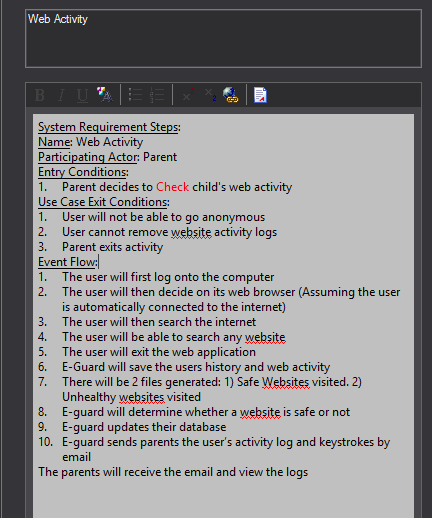 Web Activity
B I U
System Requirement Steps:
Name: Web Activity
Participating Actor: Parent
Entry Conditions:
1. Parent decides to Check child's web activity
Use Case Exit Conditions:
1. User will not be able to go anonymous
2. User cannot remove website activity logs
3. Parent exits activity
Event Flow:
1. The user will first log onto the computer
2. The user will then decide on its web browser (Assuming the user
is automatically connected to the internet)
3. The user will then search the internet
4. The user will be able to search any website
5. The user will exit the web application
6. E-Guard will save the users history and web activity
7. There will be 2 files generated: 1) Safe Websites visited. 2)
Unhealthy websites visited
8. E-guard will determine whether a website is safe or not
9. E-guard updates their database
10. E-guard sends parents the user's activity log and keystrokes by
email
The parents will receive the email and view the logs